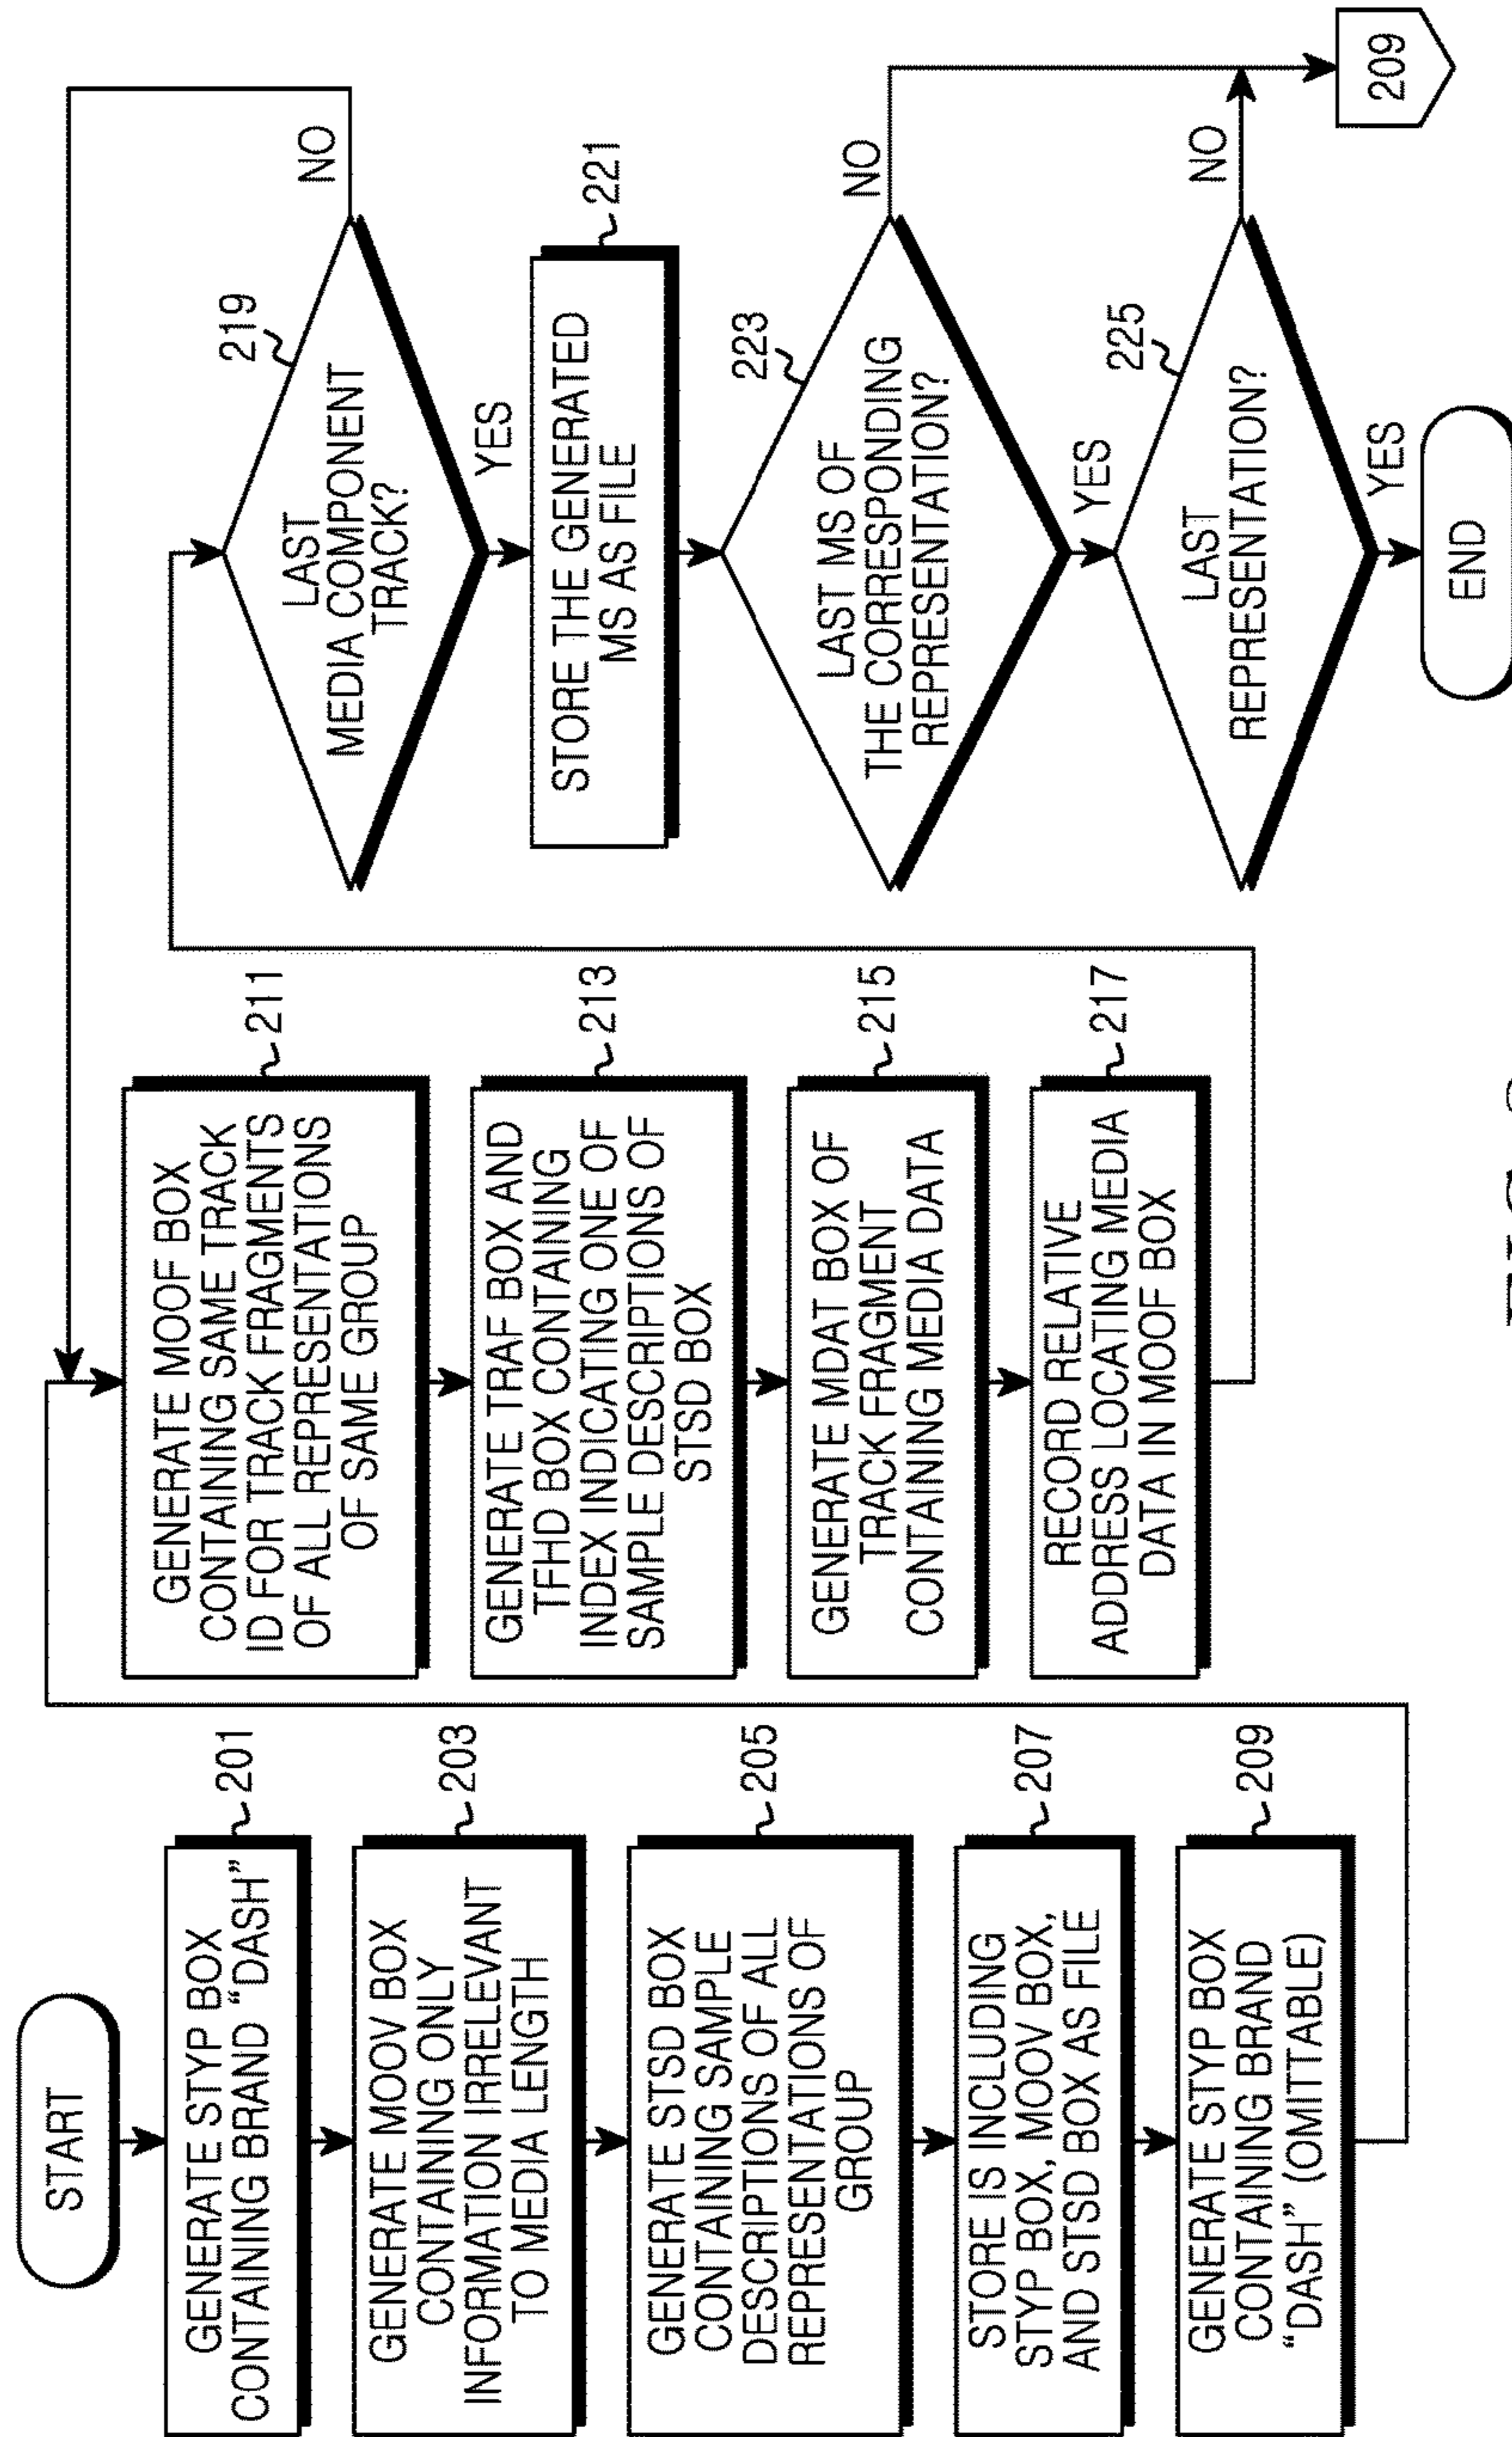 START
GENERATE STYP BOX
CONTAINING BRAND “DASH”
201
GENERATE MOOV BOX
CONTAINING ONLY
INFORMATION IRRELEVANT
TO MEDIA LENGTH
203
GENERATE STSD BOX
CONTAINING SAMPLE
DESCRIPTIONS OF ALL
REPRESENTATIONS OF
GROUP
205
STORE IS INCLUDING
STYP BOX, MOOV BOX,
AND STSD BOX AS FILE
207
GENERATE STYP BOX
CONTAINING BRAND
“DASH” (OMITTABLE)
209
GENERATE MOOF BOX
CONTAINING SAME TRACK
ID FOR TRACK FRAGMENTS
OF ALL REPRESENTATIONS
OF SAME GROUP
211
GENERATE TRAF BOX AND
TFHD BOX CONTAINING
INDEX INDICATING ONE OF
SAMPLE DESCRIPTIONS OF
STSD BOX
213
GENERATE MDAT BOX OF
TRACK FRAGMENT
CONTAINING MEDIA DATA
215
RECORD RELATIVE
ADDRESS LOCATING MEDIA
DATA IN MOOF BOX
217
LAST
MEDIA COMPONENT
TRACK?
219
NO
YES
STORE THE GENERATED
MS AS FILE
221
LAST MS OF
THE CORRESPONDING
REPRESENTATION?
223
NO
YES
LAST
REPRESENTATION?
225
NO
YES
END
209